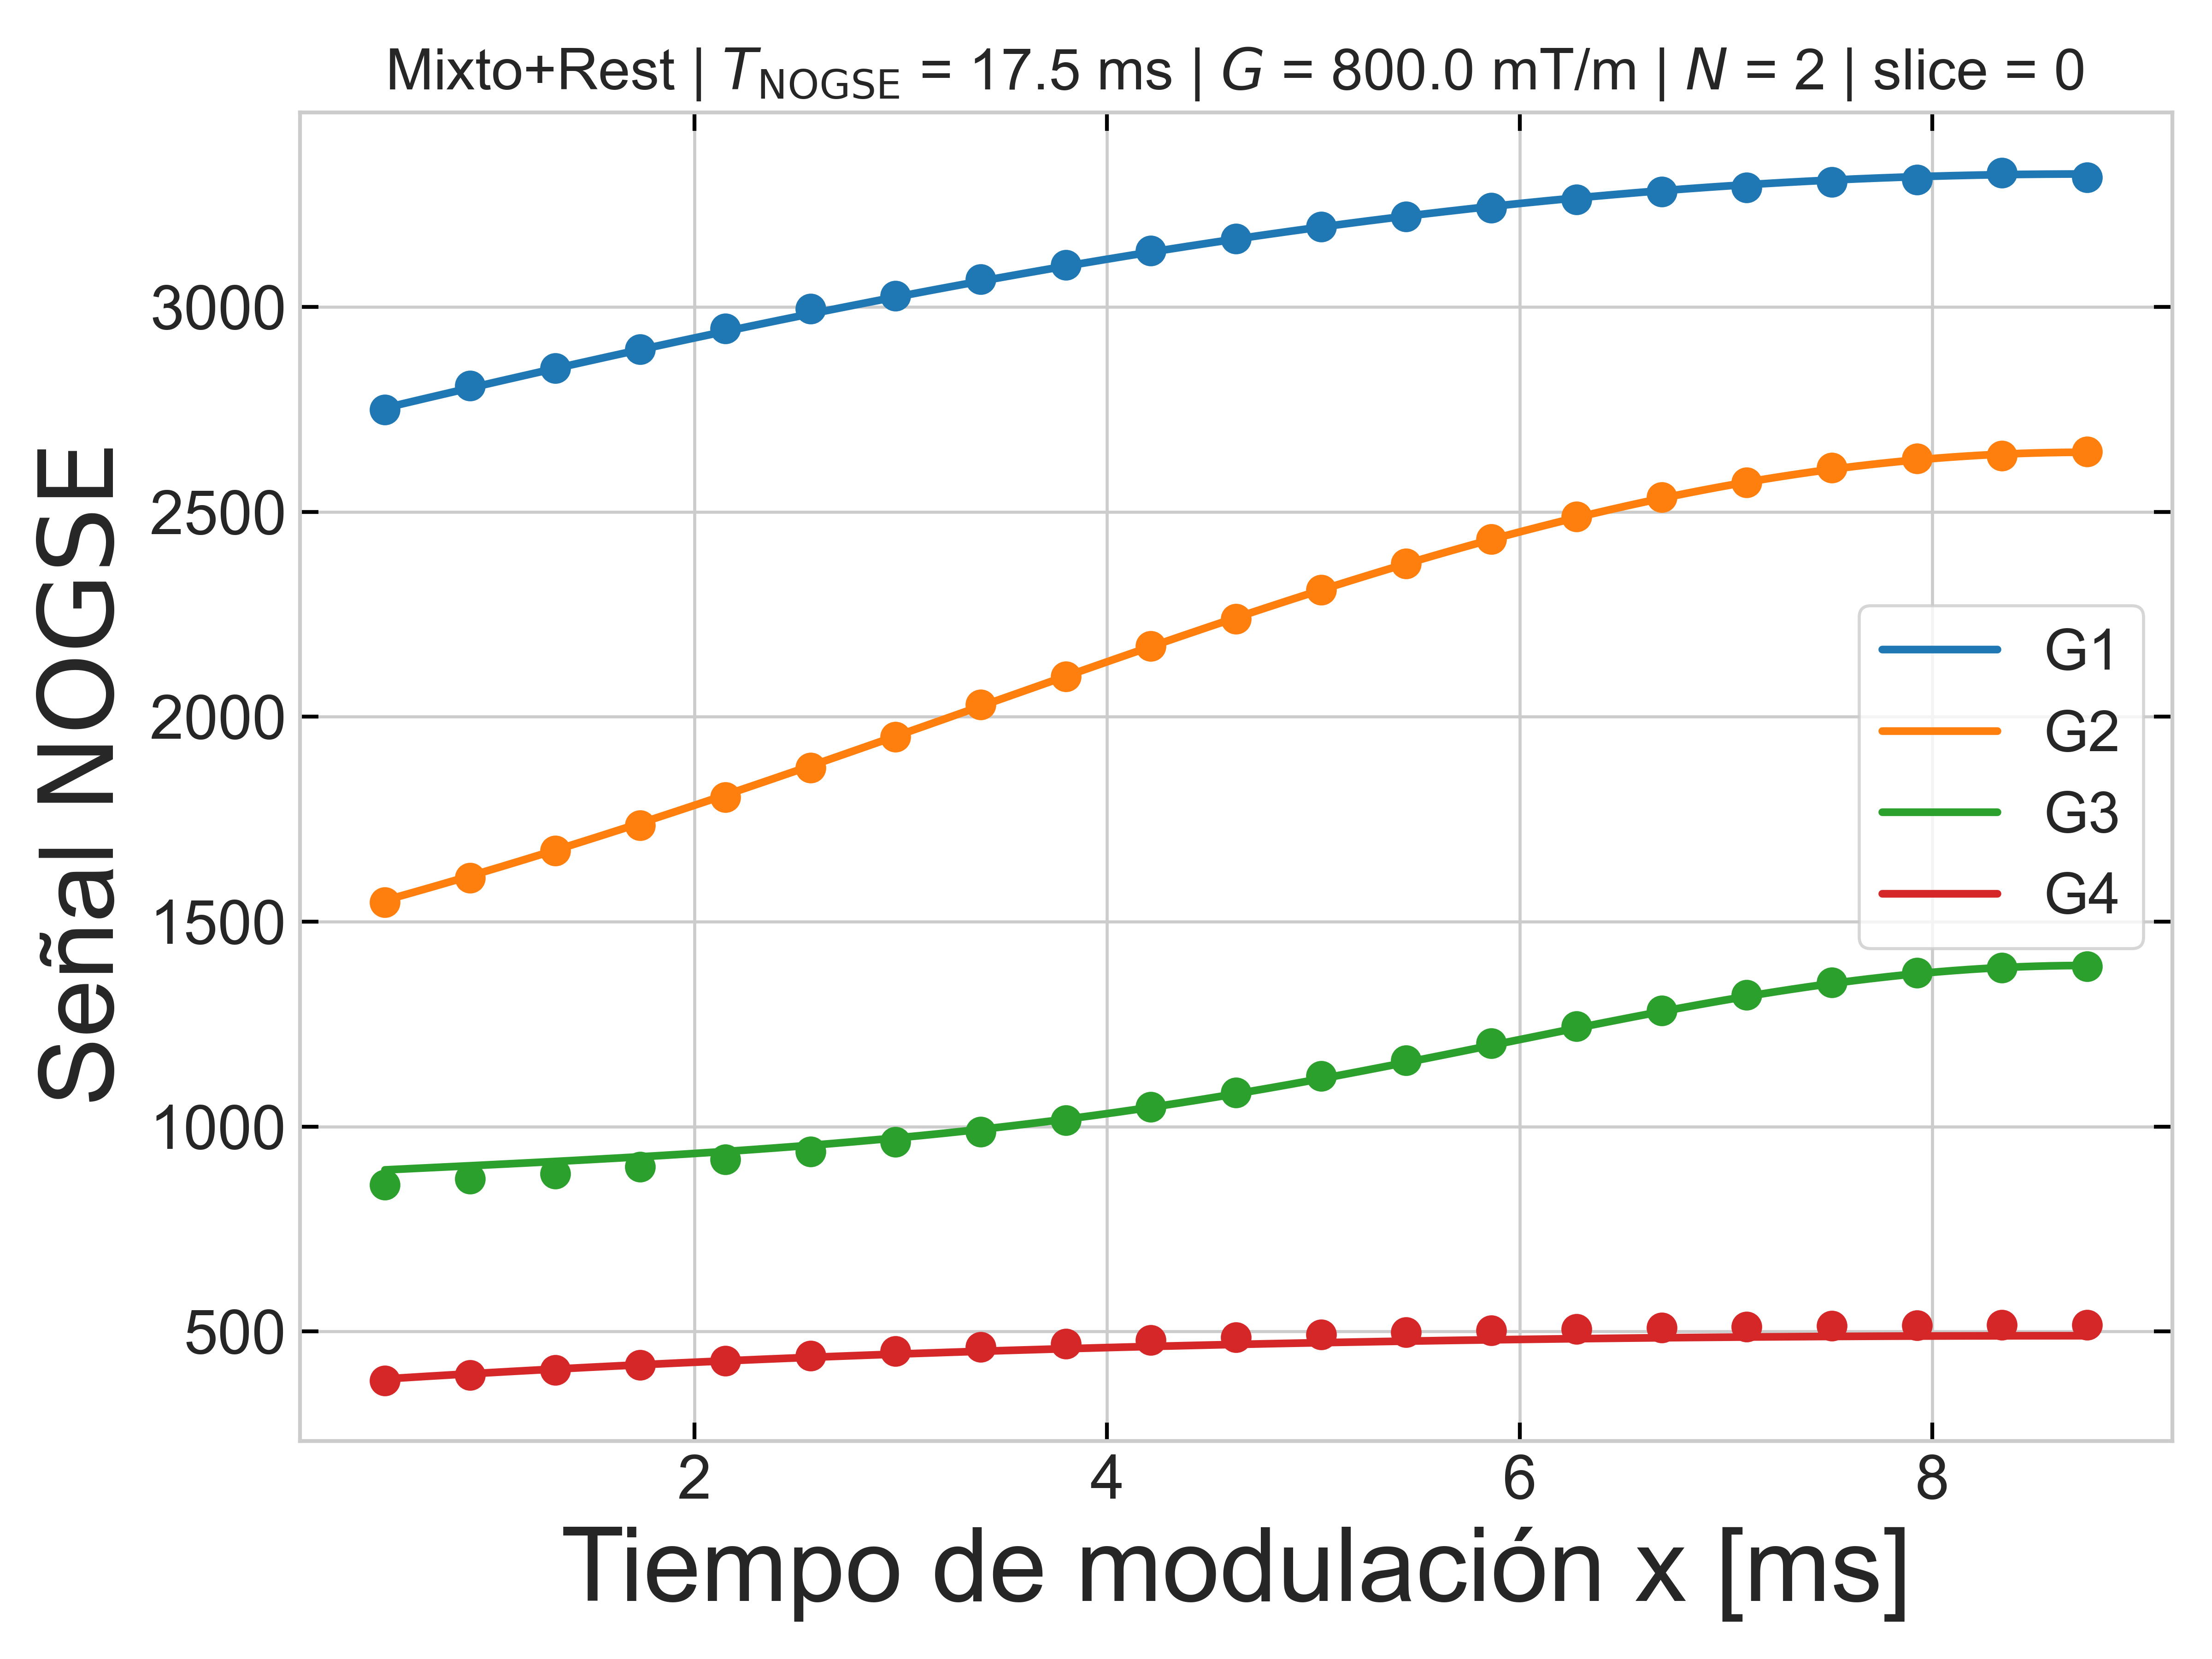 Mixto+Rest | T_NOGSE = 17.5 ms | G = 800.0 mT/m | N = 2 | slice = 0
Señal NOGSE
3000
2500
2000
1500
1000
500
G1
G2
G3
G4
2 4 6 8
Tiempo de modulación x [ms]